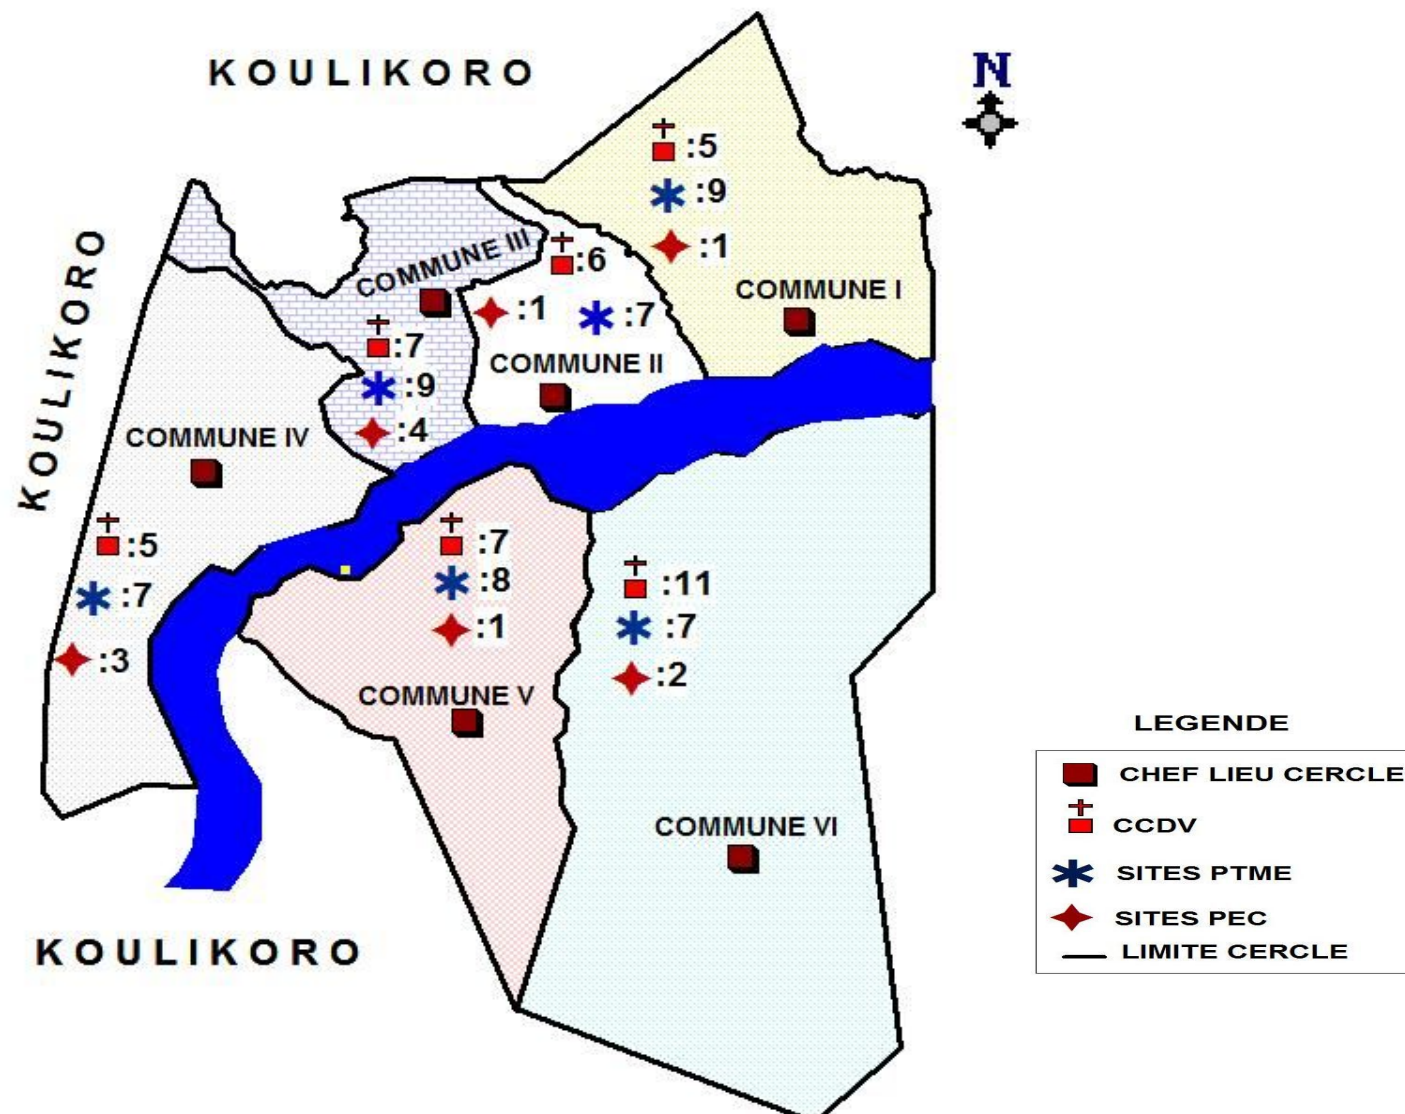 KOULIKORO
N
:5
:9
:1
COMMUNE I
KOULIKORO
COMMUNE III
:7
:9
:4
:6
:1 :7
COMMUNE II
COMMUNE IV
:5
:7
:3
:7
:8
:1
COMMUNE V
:11
:7
:2
COMMUNE VI
KOULIKORO
LEGENDE
CHEF LIEU CERCLE
CCDV
SITES PTME
SITES PEC
LIMITE CERCLE